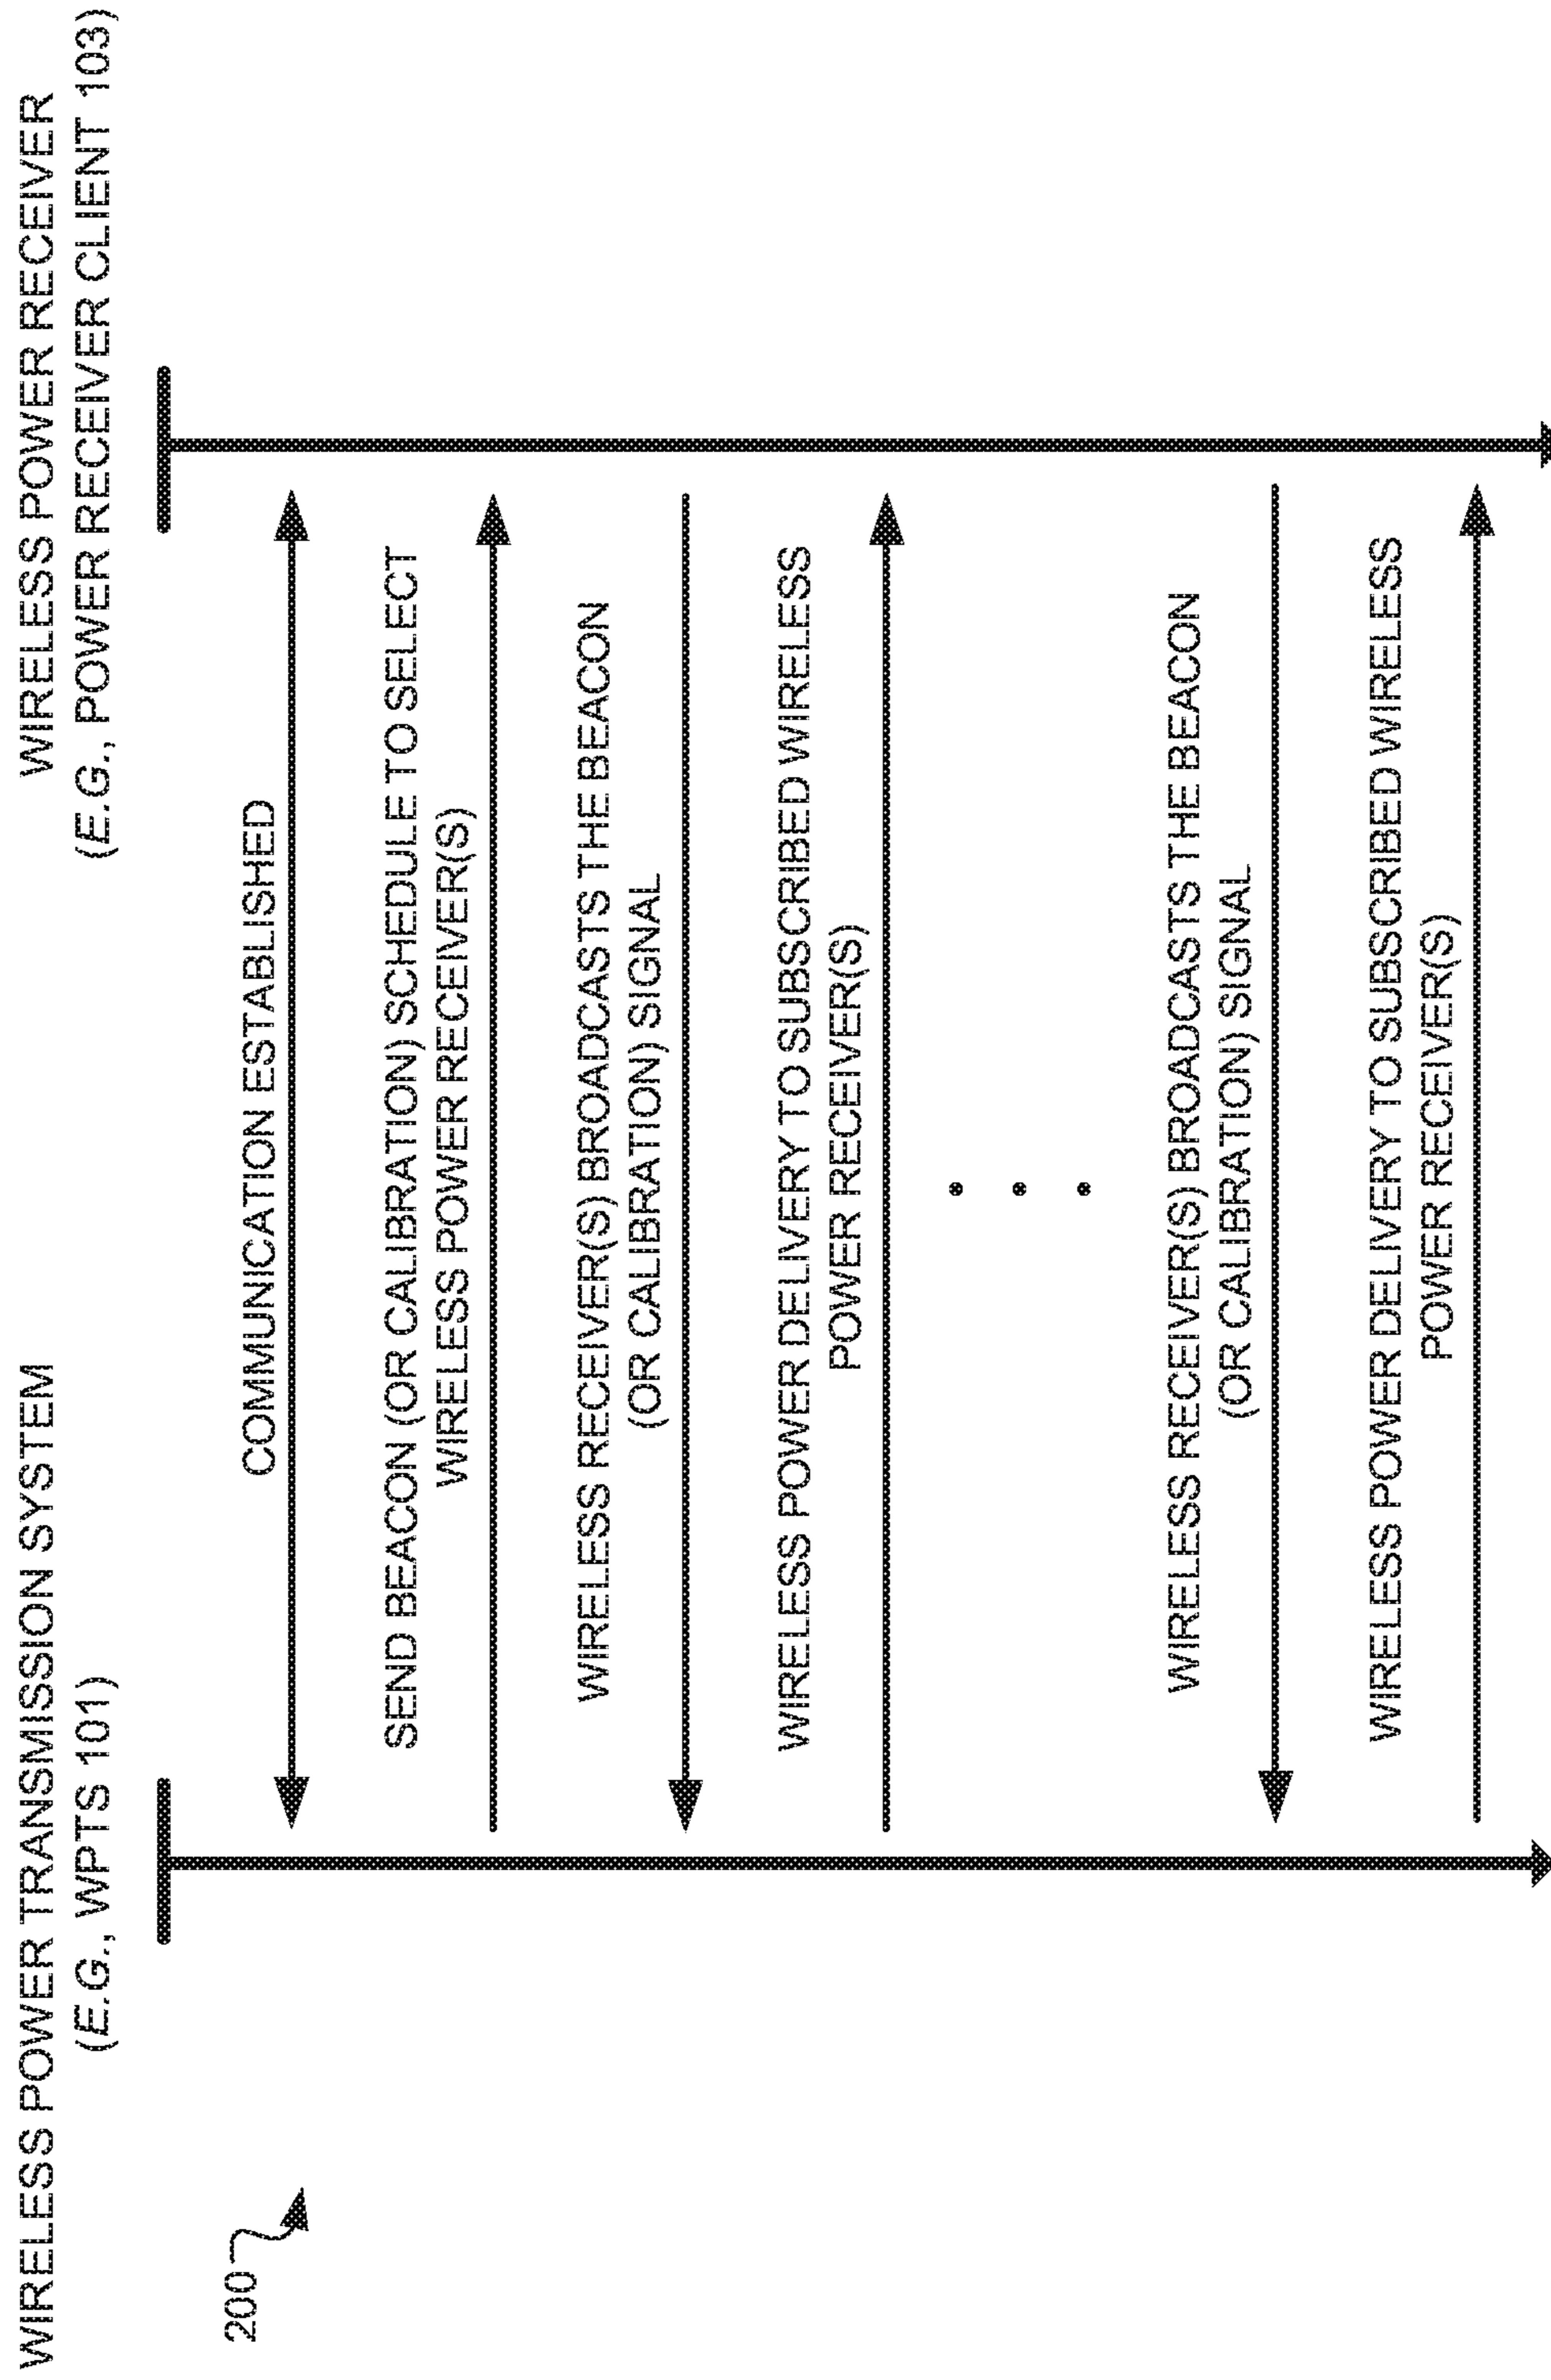 WIRELESS POWER TRANSMISSION SYSTEM
(E.G., WPTS 101)
WIRELESS POWER RECEIVER
(E.G., POWER RECEIVER CLIENT 103)
200
COMMUNICATION ESTABLISHED
SEND BEACON (OR CALIBRATION) SCHEDULE TO SELECT
WIRELESS POWER RECEIVER(S)
WIRELESS RECEIVER(S) BROADCASTS THE BEACON
(OR CALIBRATION) SIGNAL
WIRELESS POWER DELIVERY TO SUBSCRIBED WIRELESS
POWER RECEIVER(S)
WIRELESS RECEIVER(S) BROADCASTS THE BEACON
(OR CALIBRATION) SIGNAL
WIRELESS POWER DELIVERY TO SUBSCRIBED WIRELESS
POWER RECEIVER(S)